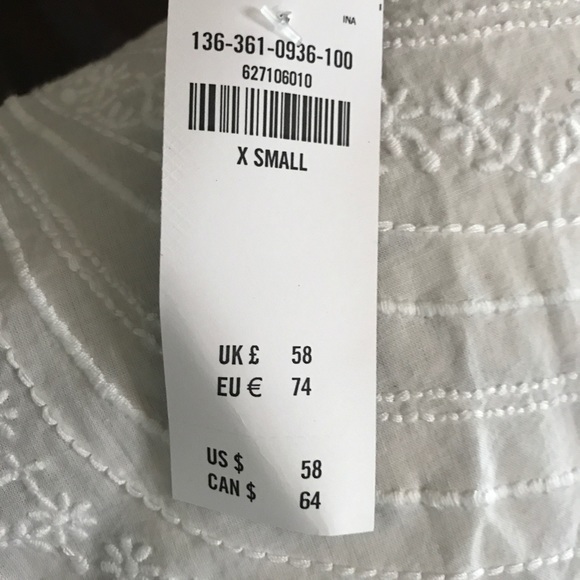 INA
136-361-0936-100
627106010
X SMALL
UK £ 58
EU € 74
US $ 58
CAN $ 64